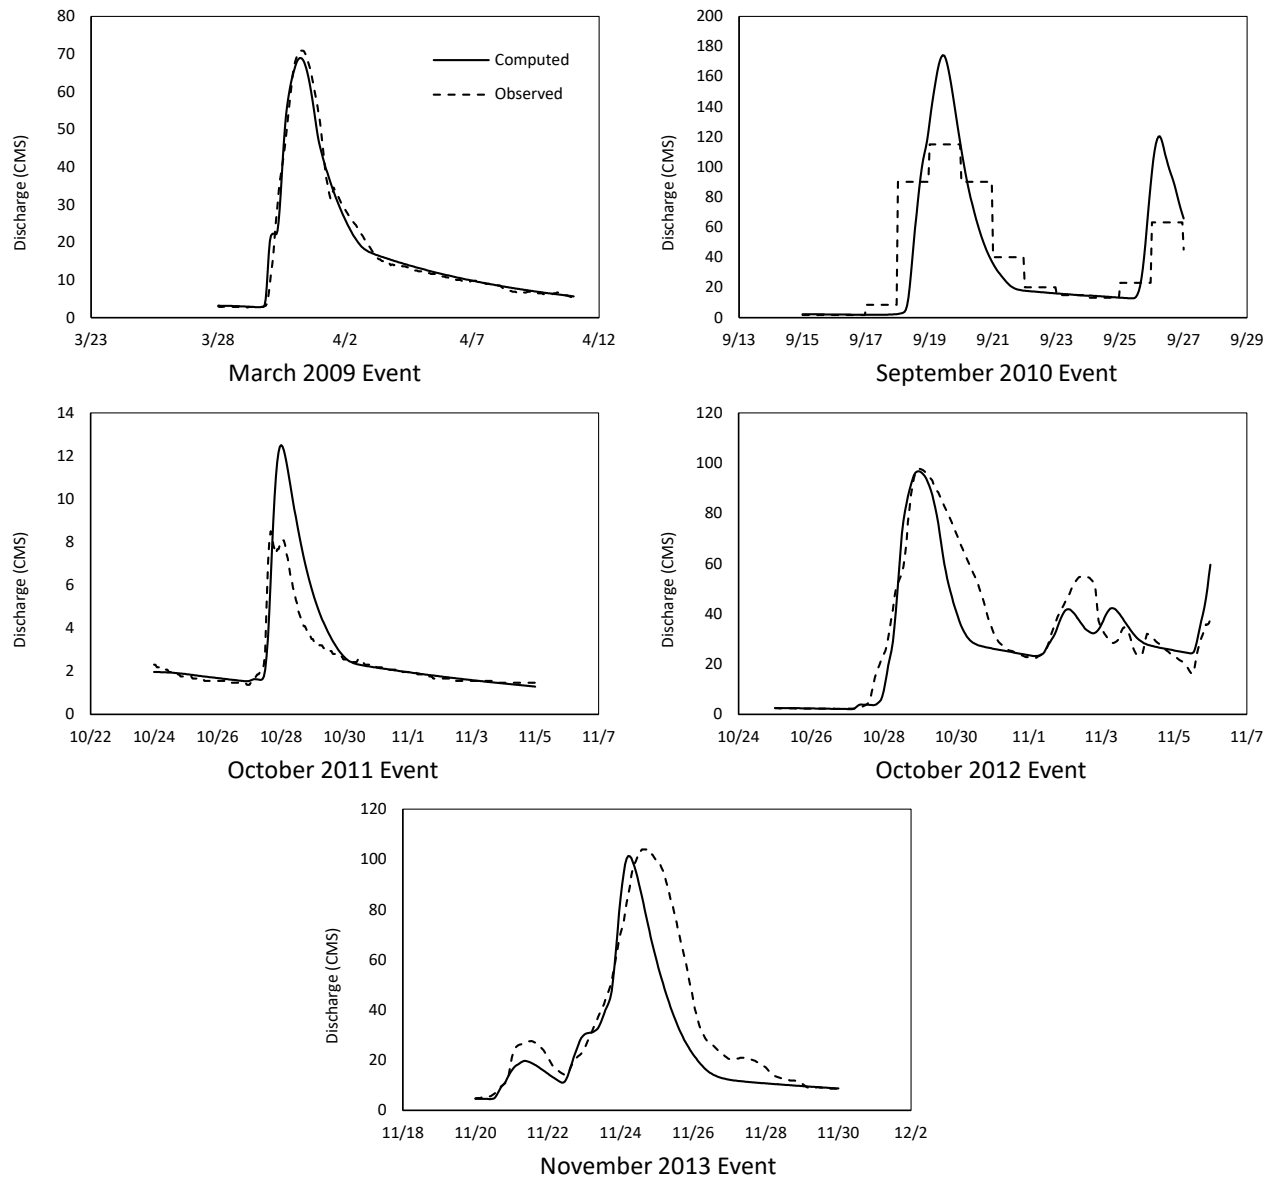 80
70
60
50
40
30
20
10
0
Discharge (CMS)
Computed
Observed
3/23 3/28 4/2 4/7 4/12
March 2009 Event
200
180
160
140
120
100
80
60
40
20
0
Discharge (CMS)
9/13 9/15 9/17 9/19 9/21 9/23 9/25 9/27 9/29
September 2010 Event
14
12
10
8
6
4
2
0
Discharge (CMS)
10/22 10/24 10/26 10/28 10/30 11/1 11/3 11/5 11/7
October 2011 Event
120
100
80
60
40
20
0
Discharge (CMS)
10/24 10/26 10/28 10/30 11/1 11/3 11/5 11/7
October 2012 Event
120
100
80
60
40
20
0
Discharge (CMS)
11/18 11/20 11/22 11/24 11/26 11/28 11/30 12/2
November 2013 Event